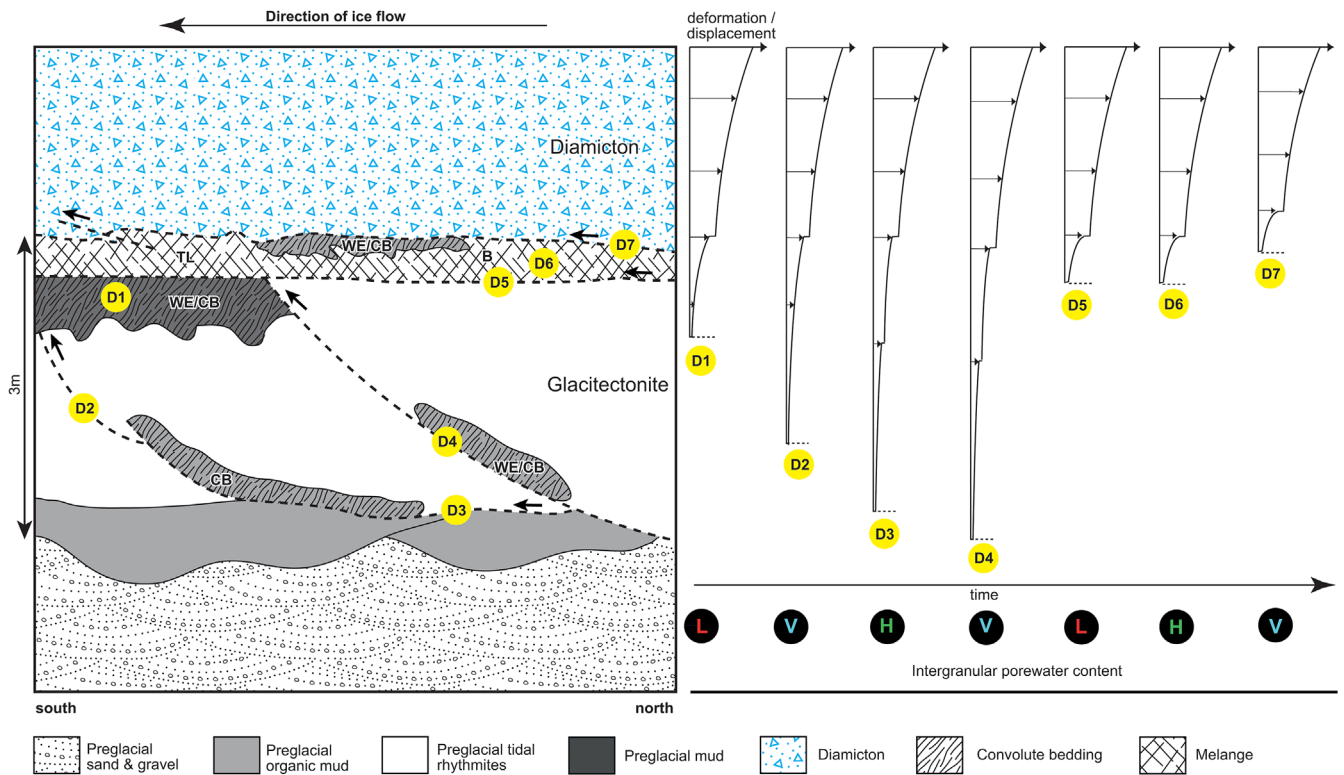 Direction of ice flow
deformation /
displacement
Diamicton
WE/CB
TL
B
D7
D6
D5
D1
WE/CB
Glacitectonite
3m
D2
D4
WE/CB
CB
D3
D1
D2
D3
D4
D5
D6
D7
time
L
V
H
V
L
H
V
Intergranular porewater content
south
north
Preglacial
sand & gravel
Preglacial
organic mud
Preglacial tidal
rhythmites
Preglacial mud
Diamicton
Convolute bedding
Melange